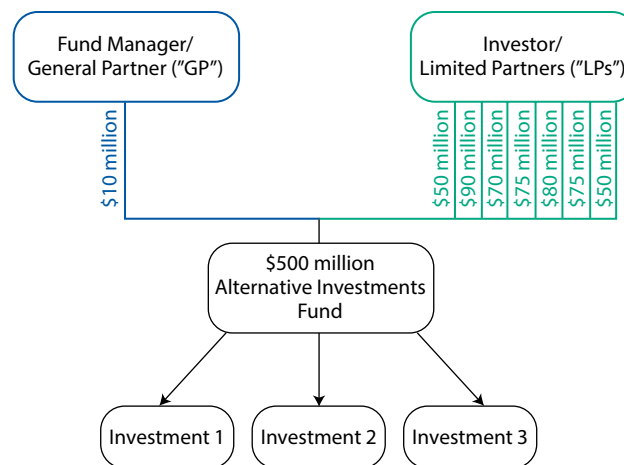 Fund Manager/
General Partner (”GP”)
Investor/
Limited Partners (”LPs”)
$10 million
$50 million
$90 million
$70 million
$75 million
$80 million
$75 million
$50 million
$500 million
Alternative Investments
Fund
Investment 1
Investment 2
Investment 3